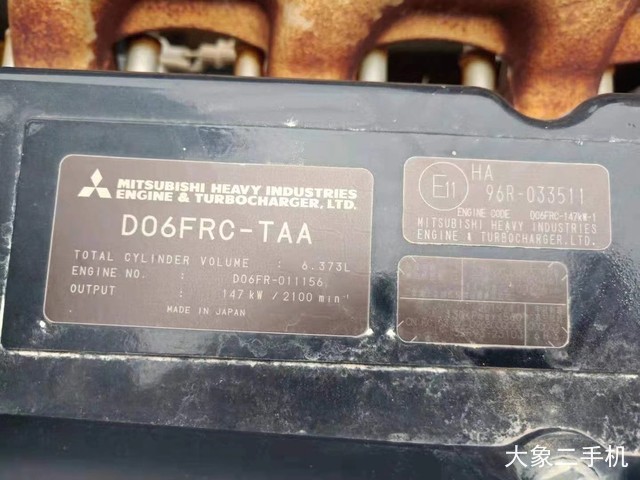 MITSUBISHI HEAVY INDUSTRIES
ENGINE & TURBOCHARGER, LTD.
D06FRC-TAA
TOTAL CYLINDER VOLUME : 6.373L
ENGINE NO. : D06FR-011156
OUTPUT : 147 kW / 2100 min⁻¹
MADE IN JAPAN
E11
HA
96R-033511
ENGINE CODE D06FRC-147kW-1
MITSUBISHI HEAVY INDUSTRIES
ENGINE & TURBOCHARGER, LTD.
大象二手机